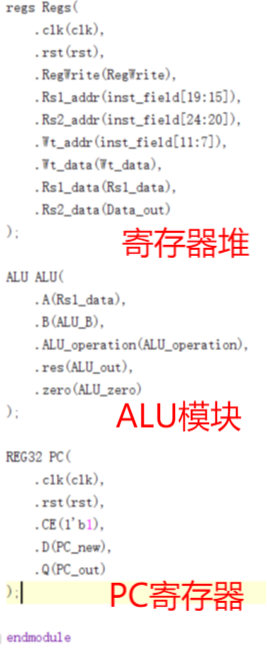 regs Regs(
.clk(clk),
.rst(rst),
.RegWrite(RegWrite),
.Rs1_addr(inst_field[19:15]),
.Rs2_addr(inst_field[24:20]),
.Wt_addr(inst_field[11:7]),
.Wt_data(Wt_data),
.Rs1_data(Rs1_data),
.Rs2_data(Data_out)
);
寄存器堆
ALU ALU(
.A(Rs1_data),
.B(ALU_B),
.ALU_operation(ALU_operation),
.res(ALU_out),
.zero(ALU_zero)
);
ALU模块
REG32 PC(
.clk(clk),
.rst(rst),
.CE(1'b1),
.D(PC_new),
.Q(PC_out)
);
PC寄存器
endmodule